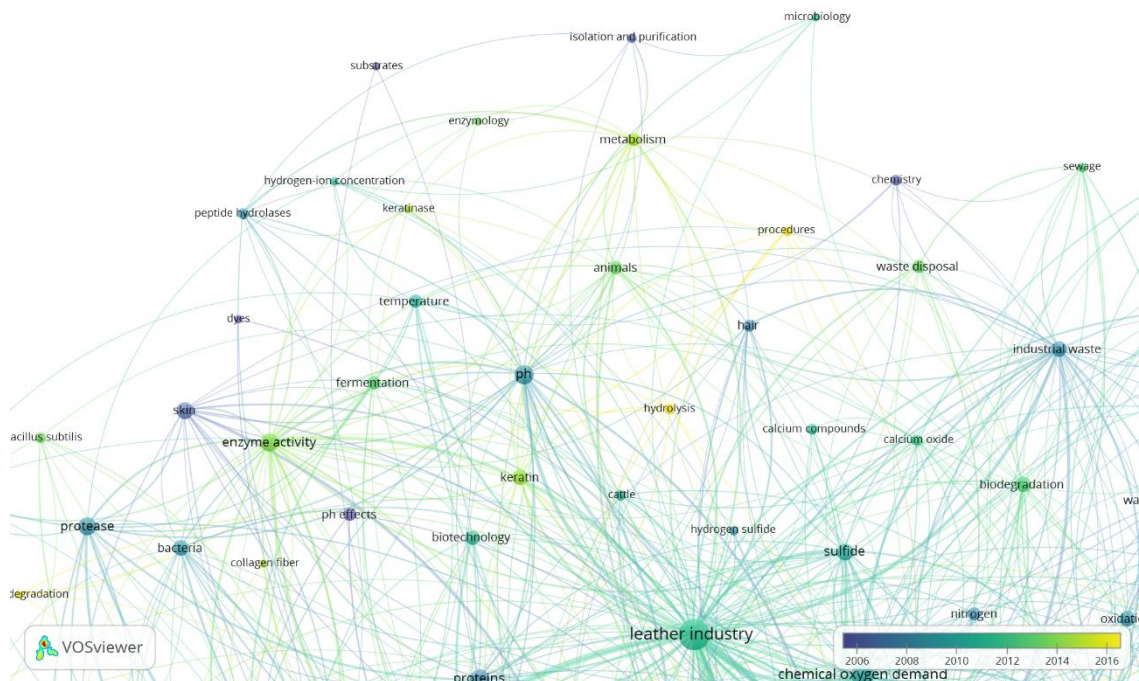 microbiology
isolation and purification
substrates
enzymology
metabolism
sewage
hydrogen-ion concentration
chemistry
keratinase
peptide hydrolases
procedures
animals
waste disposal
temperature
dyes
hair
industrial waste
ph
fermentation
skin
hydrolysis
calcium compounds
acillus subtilis
enzyme activity
calcium oxide
keratin
biodegradation
cattle
wa
ph effects
protease
hydrogen sulfide
biotechnology
bacteria
sulfide
collagen fiber
degradation
nitrogen
oxidatio
leather industry
VOSviewer
2006 2008 2010 2012 2014 2016
proteins
chemical oxygen demand